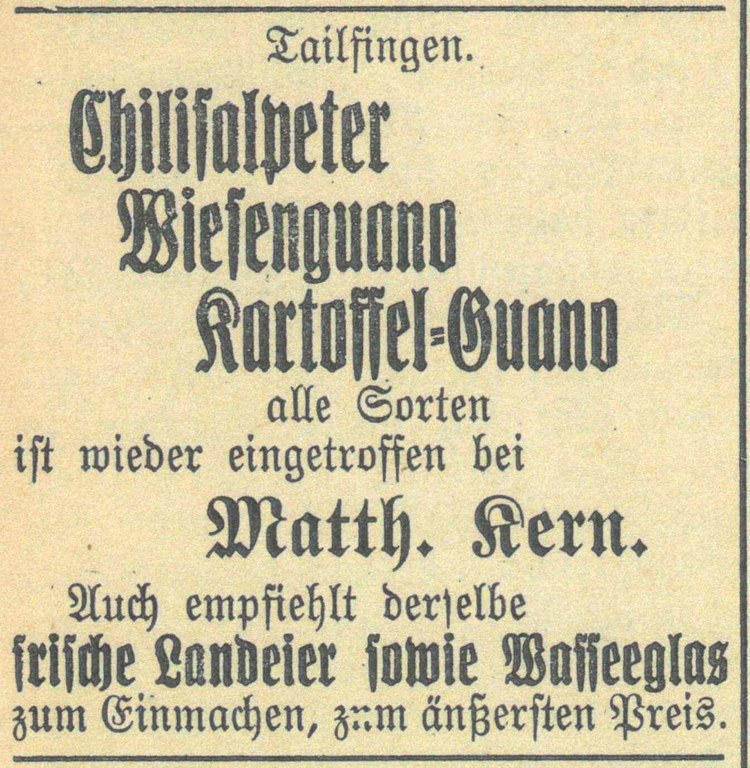 Tailfingen.
Chilisalpeter
Wiesenguano
Kartoffel-Guano
alle Sorten
ist wieder eingetroffen bei
Matth. Kern.
Auch empfiehlt derselbe
frische Landeier sowie Wasseeglas
zum Einmachen, zum änßersten Preis.